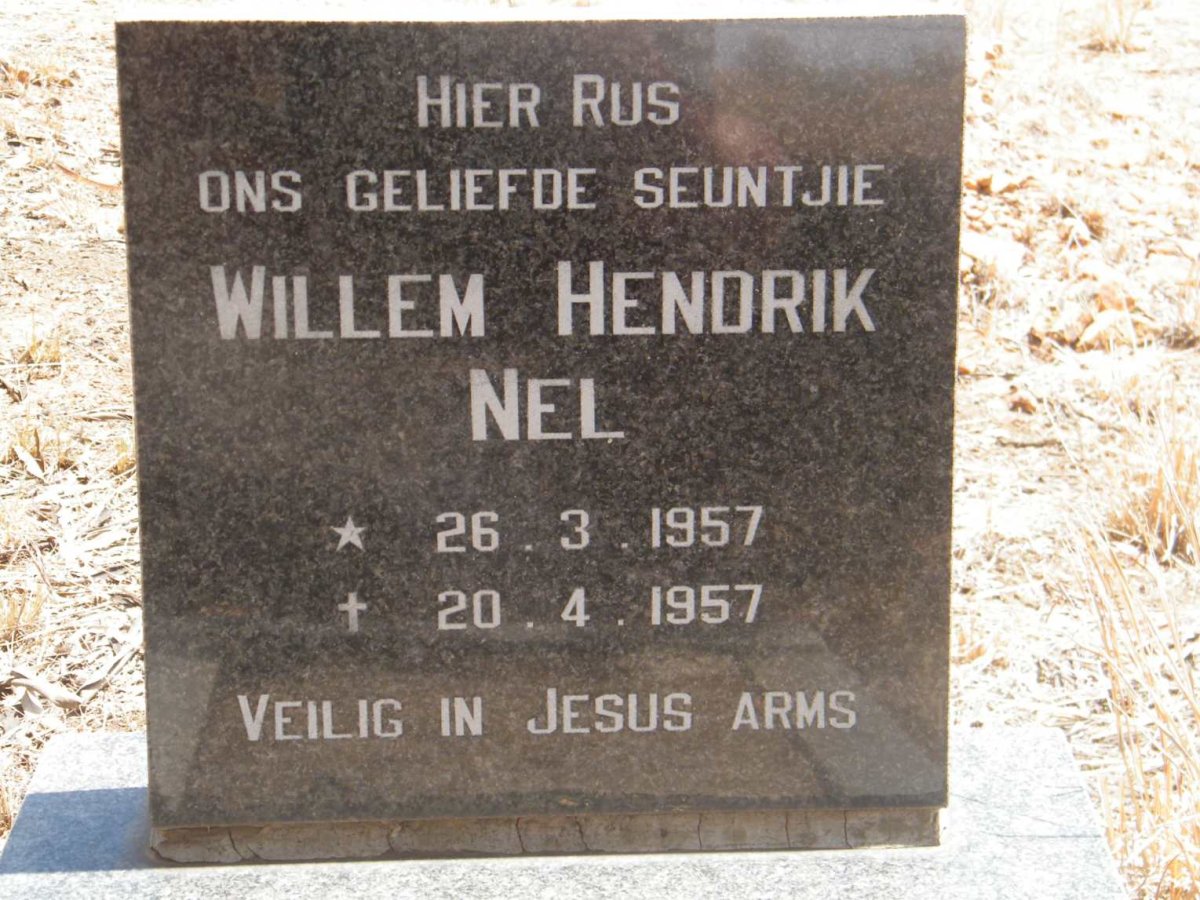 HIER RUS
ONS GELIEFDE SEUNTJIE
WILLEM HENDRIK
NEL
★ 26 . 3 . 1957
✝ 20 . 4 . 1957
VEILIG IN JESUS ARMS